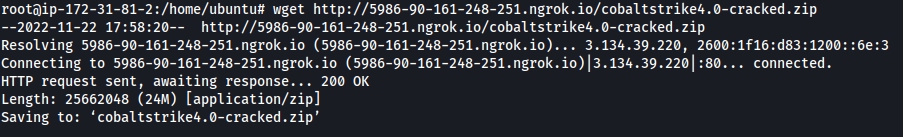 root@ip-172-31-81-2:/home/ubuntu# wget http://5986-90-161-248-251.ngrok.io/cobaltstrike4.0-cracked.zip
--2022-11-22 17:58:20--  http://5986-90-161-248-251.ngrok.io/cobaltstrike4.0-cracked.zip
Resolving 5986-90-161-248-251.ngrok.io (5986-90-161-248-251.ngrok.io)... 3.134.39.220, 2600:1f16:d83:1200::6e:3
Connecting to 5986-90-161-248-251.ngrok.io (5986-90-161-248-251.ngrok.io)|3.134.39.220|:80... connected.
HTTP request sent, awaiting response... 200 OK
Length: 25662048 (24M) [application/zip]
Saving to: ‘cobaltstrike4.0-cracked.zip’